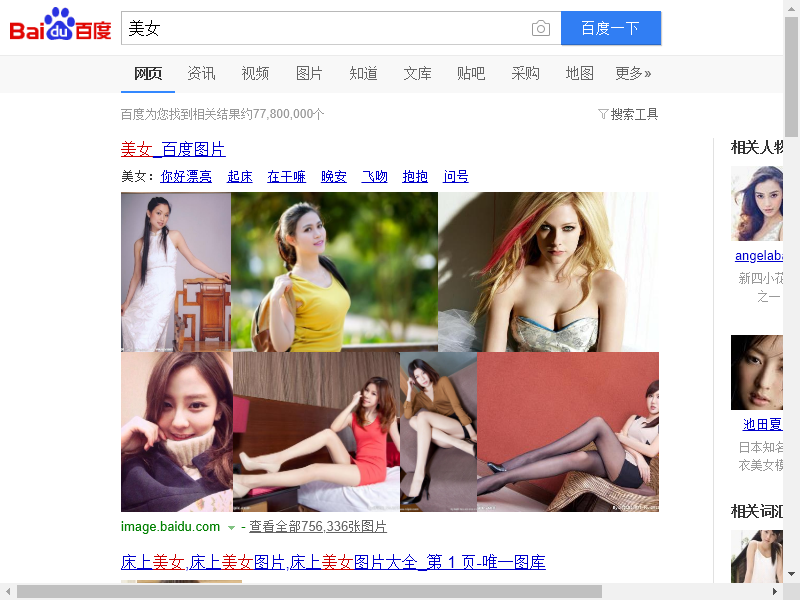 Bai du 百度
美女
百度一下
网页 资讯 视频 图片 知道 文库 贴吧 采购 地图 更多»
百度为您找到相关结果约77,800,000个
搜索工具
美女_百度图片
美女: 你好漂亮 起床 在干嘛 晚安 飞吻 抱抱 问号
image.baidu.com - 查看全部756,336张图片
床上美女,床上美女图片,床上美女图片大全_第 1 页-唯一图库
相关人物
angelaba
新四小花
之一
池田夏
日本知名
衣美女模
相关词汇